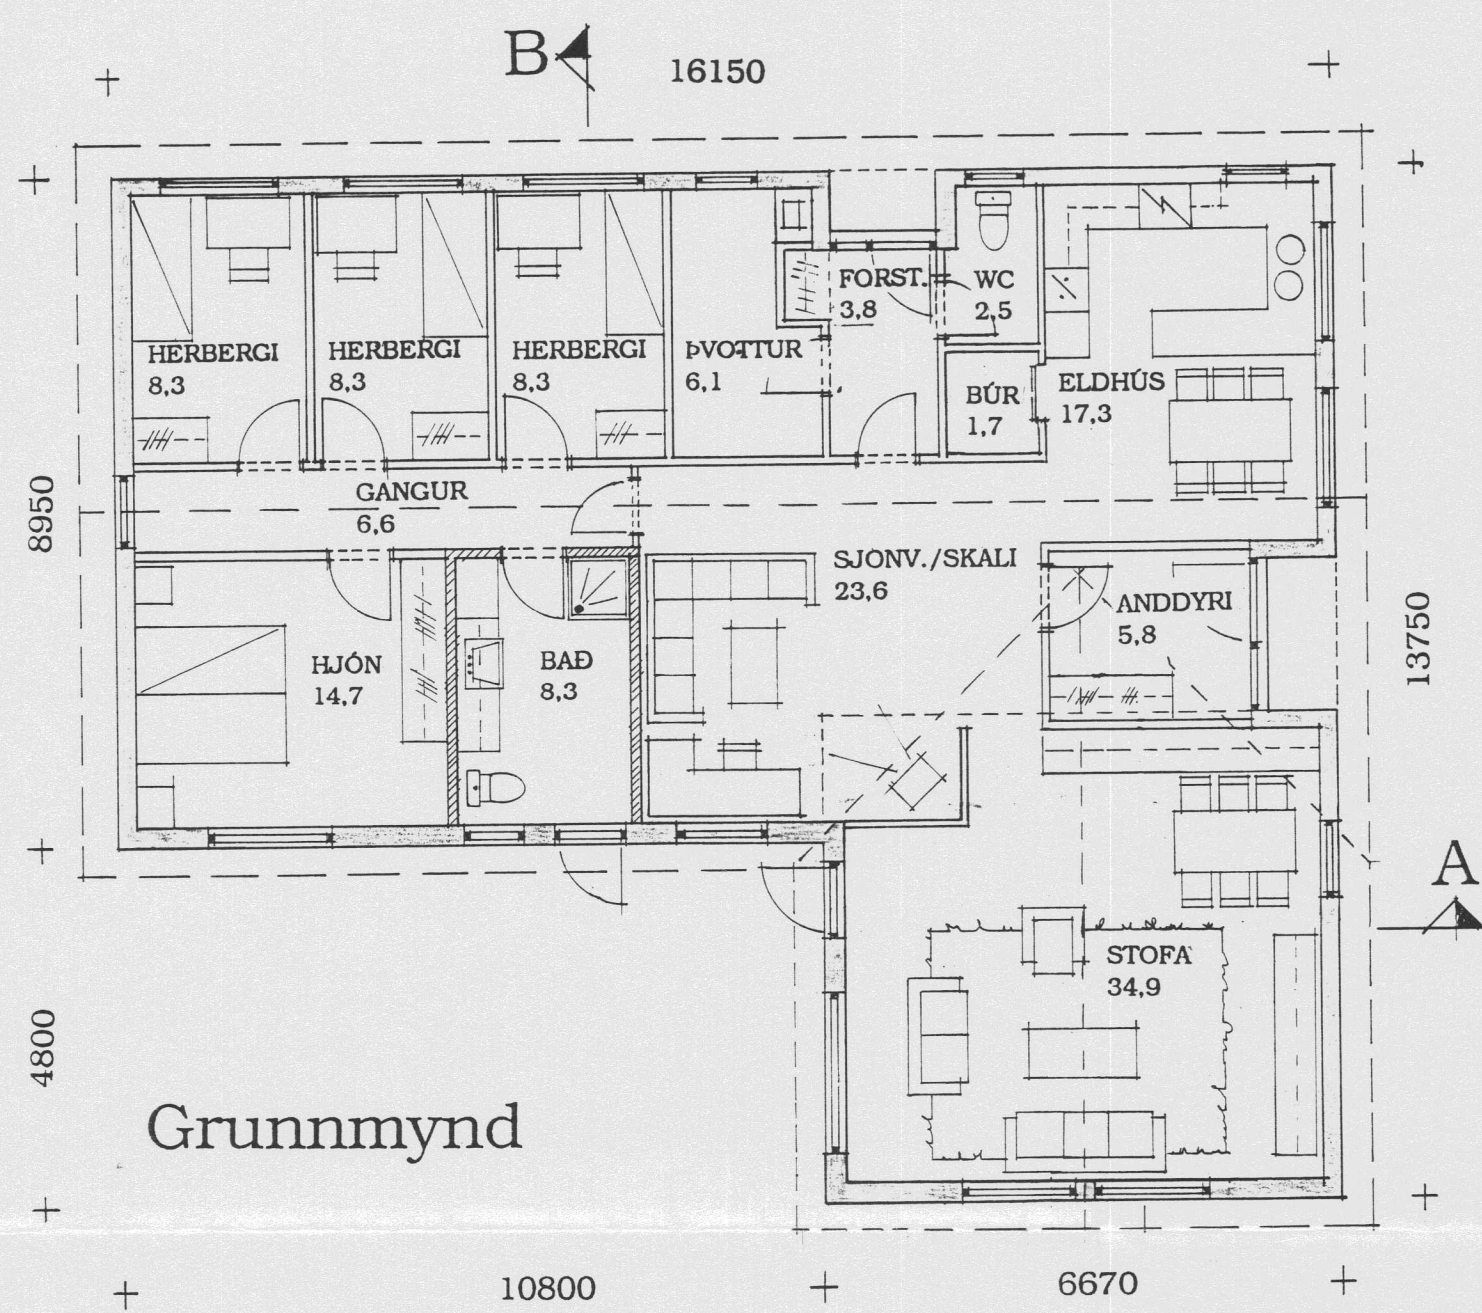 B
16150
FORST.
3,8
WC
2,5
HERBERGI
8,3
HERBERGI
8,3
HERBERGI
8,3
ÞVOTTUR
6,1
BÚR
1,7
ELDHÚS
17,3
GANGUR
6,6
8950
SJONV./SKALI
23,6
ANDDYRI
5,8
13750
HJÓN
14,7
BAÐ
8,3
A
STOFA
34,9
4800
Grunnmynd
10800
6670